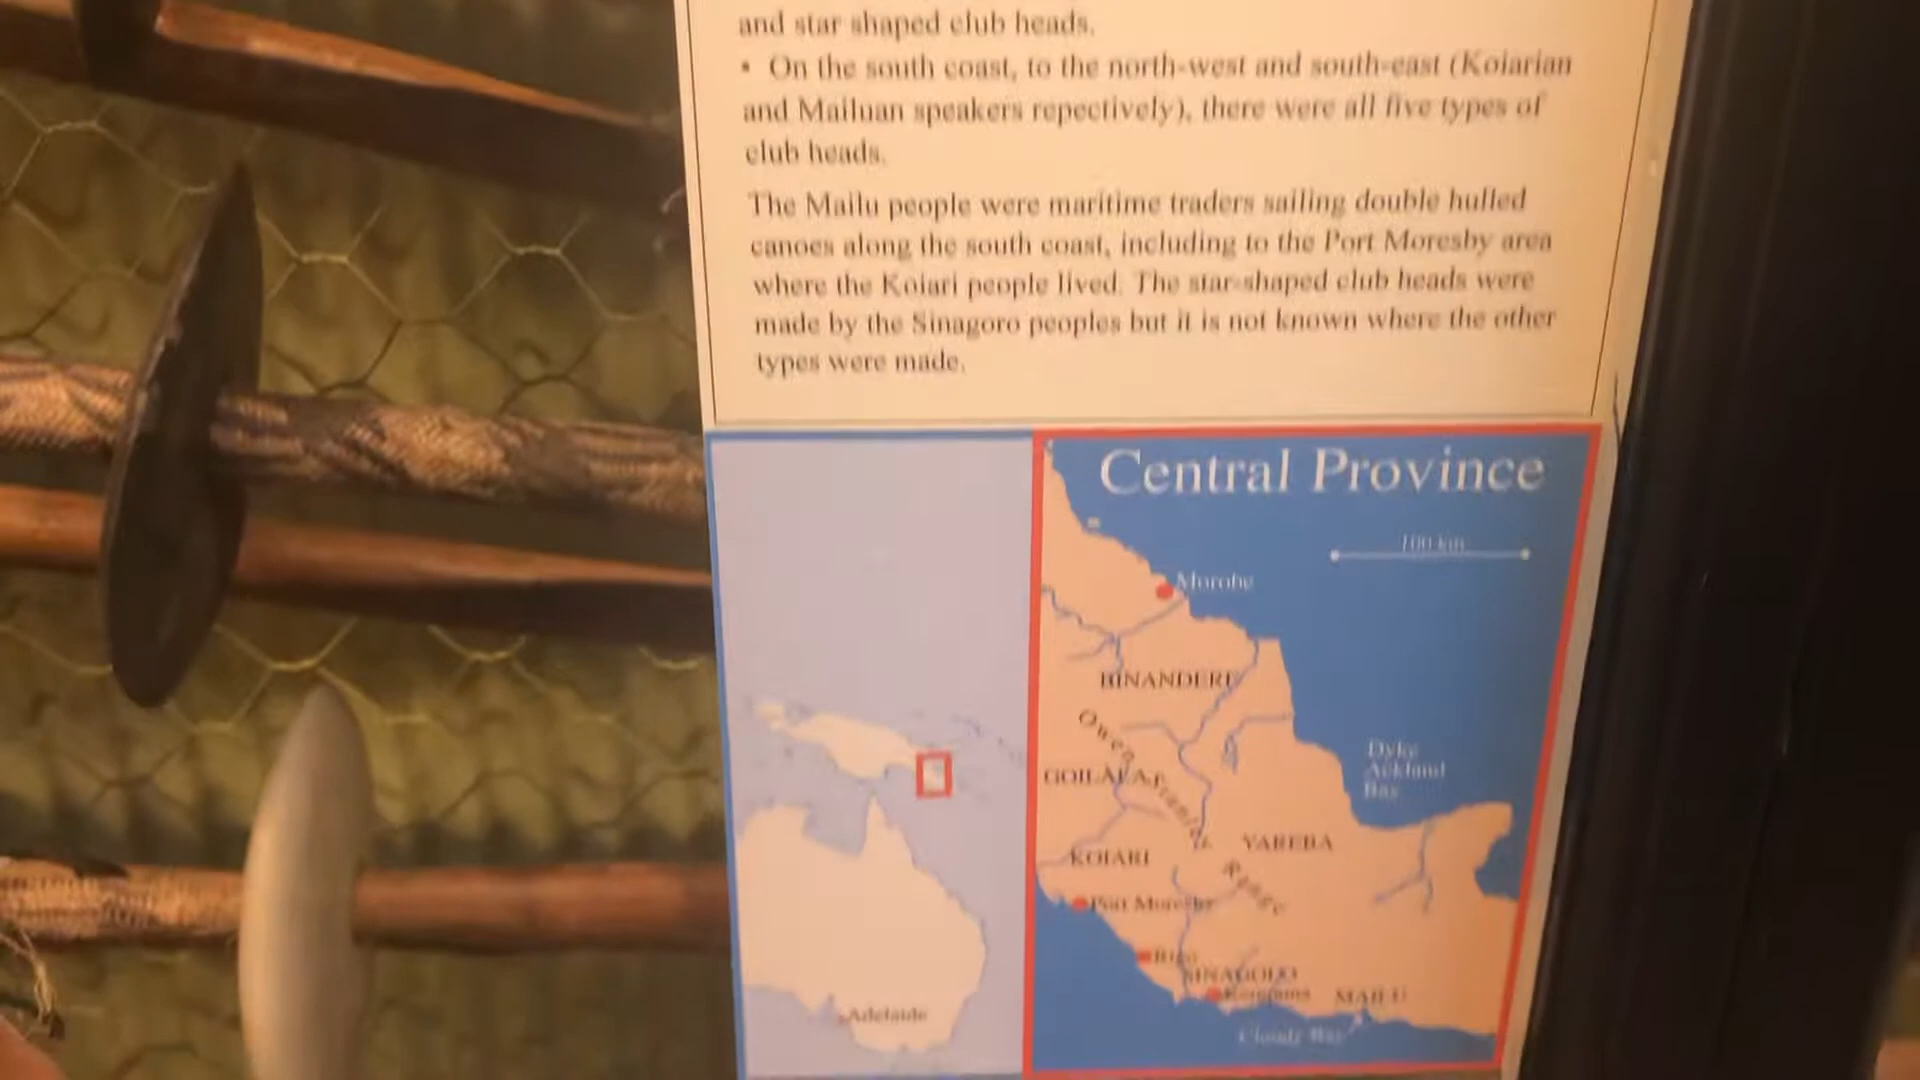 and star shaped club heads.
• On the south coast, to the north-west and south-east (Koiarian
and Mailuan speakers repectively), there were all five types of
club heads.
The Mailu people were maritime traders sailing double hulled
canoes along the south coast, including to the Port Moresby area
where the Koiari people lived. The star-shaped club heads were
made by the Sinagoro peoples but it is not known where the other
types were made.
Central Province
100 km
Morobe
BINANDERE
Owen
Stanley
Range
GOILALA
Dyke
Ackland
Bay
YAREBA
KOIARI
Port Moresby
Rigo
SINAGOLO
Kerepuna
MAILU
Cloudy Bay
Adelaide